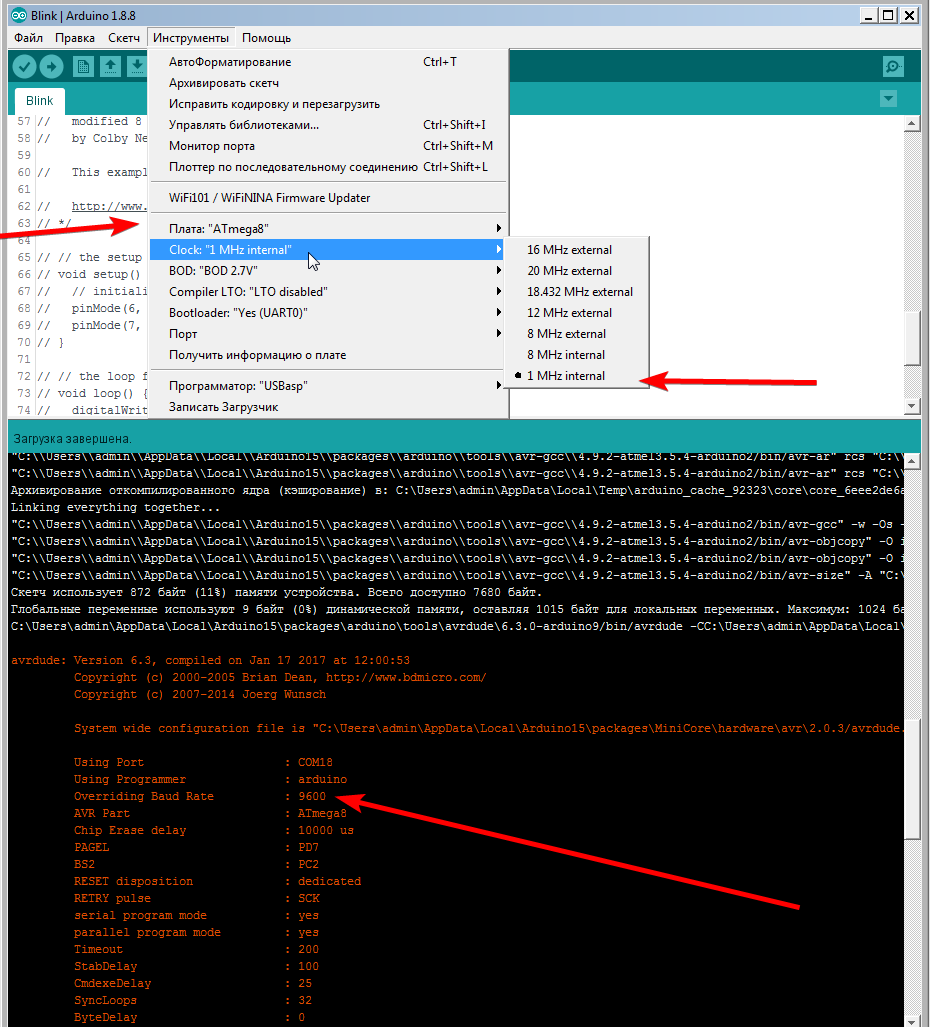 Blink | Arduino 1.8.8
Файл Правка Скетч Инструменты Помощь
Blink
57 // modified 8
58 // by Colby Ne
59
60 // This exampl
61
62 // http://www.
63 // */
65 // // the setup
66 // void setup()
67 // // initiali
68 // pinMode(6,
69 // pinMode(7,
70 // }
71
72 // // the loop f
73 // void loop() {
74 // digitalWrit
АвтоФорматирование Ctrl+T
Архивировать скетч
Исправить кодировку и перезагрузить
Управлять библиотеками... Ctrl+Shift+I
Монитор порта Ctrl+Shift+M
Плоттер по последовательному соединению Ctrl+Shift+L
WiFi101 / WiFiNINA Firmware Updater
Плата: "ATmega8"
Clock: "1 MHz internal"
BOD: "BOD 2.7V"
Compiler LTO: "LTO disabled"
Bootloader: "Yes (UART0)"
Порт
Получить информацию о плате
Программатор: "USBasp"
Записать Загрузчик
16 MHz external
20 MHz external
18.432 MHz external
12 MHz external
8 MHz external
8 MHz internal
1 MHz internal
Загрузка завершена.
"C:\\Users\\admin\\AppData\\Local\\Arduino15\\packages\\arduino\\tools\\avr-gcc\\4.9.2-atmel3.5.4-arduino2/bin/avr-ar" rcs "C:\\
"C:\\Users\\admin\\AppData\\Local\\Arduino15\\packages\\arduino\\tools\\avr-gcc\\4.9.2-atmel3.5.4-arduino2/bin/avr-ar" rcs "C:\\
Архивирование откомпилированного ядра (кэширование) в: C:\Users\admin\AppData\Local\Temp\arduino_cache_92323\core\core_6eee2de6a
Linking everything together...
"C:\\Users\\admin\\AppData\\Local\\Arduino15\\packages\\arduino\\tools\\avr-gcc\\4.9.2-atmel3.5.4-arduino2/bin/avr-gcc" -w -Os -
"C:\\Users\\admin\\AppData\\Local\\Arduino15\\packages\\arduino\\tools\\avr-gcc\\4.9.2-atmel3.5.4-arduino2/bin/avr-objcopy" -O i
"C:\\Users\\admin\\AppData\\Local\\Arduino15\\packages\\arduino\\tools\\avr-gcc\\4.9.2-atmel3.5.4-arduino2/bin/avr-objcopy" -O i
"C:\\Users\\admin\\AppData\\Local\\Arduino15\\packages\\arduino\\tools\\avr-gcc\\4.9.2-atmel3.5.4-arduino2/bin/avr-size" -A "C:\
Скетч использует 872 байт (11%) памяти устройства. Всего доступно 7680 байт.
Глобальные переменные используют 9 байт (0%) динамической памяти, оставляя 1015 байт для локальных переменных. Максимум: 1024 ба
C:\Users\admin\AppData\Local\Arduino15\packages\arduino\tools\avrdude\6.3.0-arduino9/bin/avrdude -CC:\Users\admin\AppData\Local\
avrdude: Version 6.3, compiled on Jan 17 2017 at 12:00:53
Copyright (c) 2000-2005 Brian Dean, http://www.bdmicro.com/
Copyright (c) 2007-2014 Joerg Wunsch
System wide configuration file is "C:\Users\admin\AppData\Local\Arduino15\packages\MiniCore\hardware\avr\2.0.3/avrdude.
Using Port : COM18
Using Programmer : arduino
Overriding Baud Rate : 9600
AVR Part : ATmega8
Chip Erase delay : 10000 us
PAGEL : PD7
BS2 : PC2
RESET disposition : dedicated
RETRY pulse : SCK
serial program mode : yes
parallel program mode : yes
Timeout : 200
StabDelay : 100
CmdexeDelay : 25
SyncLoops : 32
ByteDelay : 0